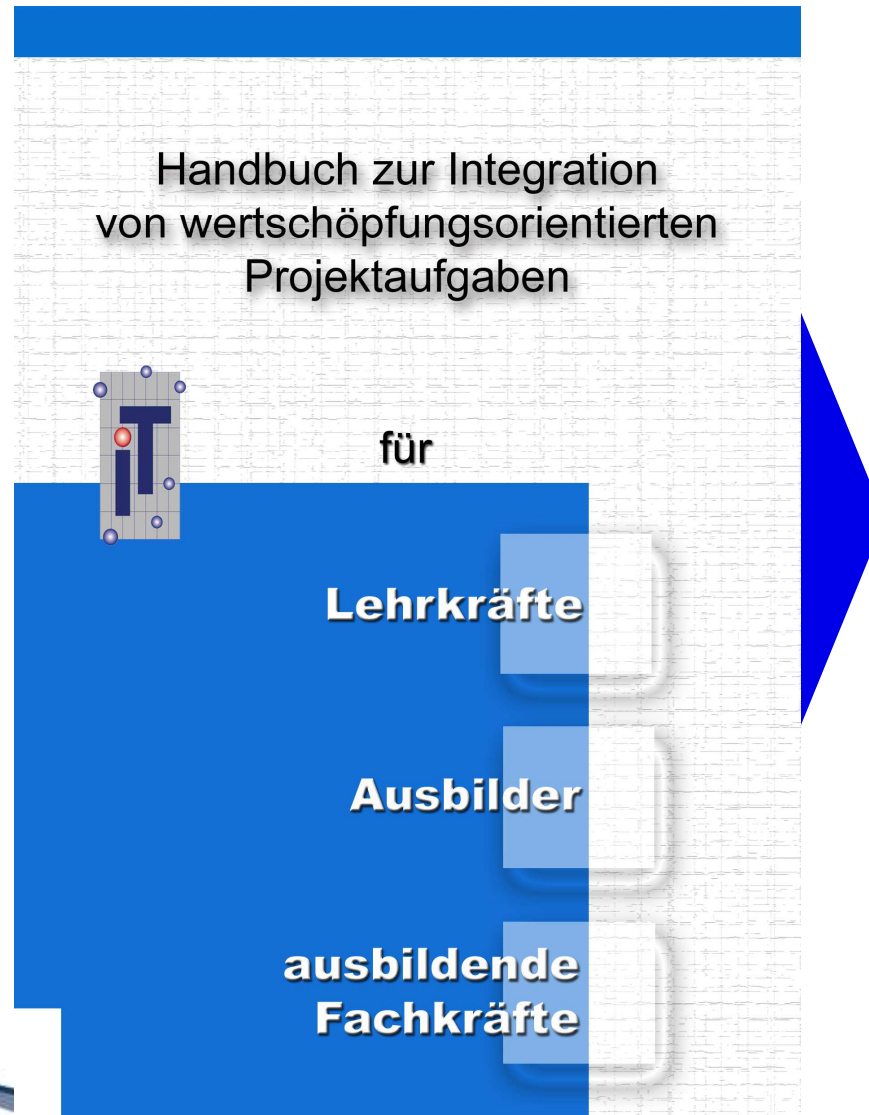 Handbuch zur Integration
von wertschöpfungsorientierten
Projektaufgaben
iT
für
Lehrkräfte
Ausbilder
ausbildende
Fachkräfte